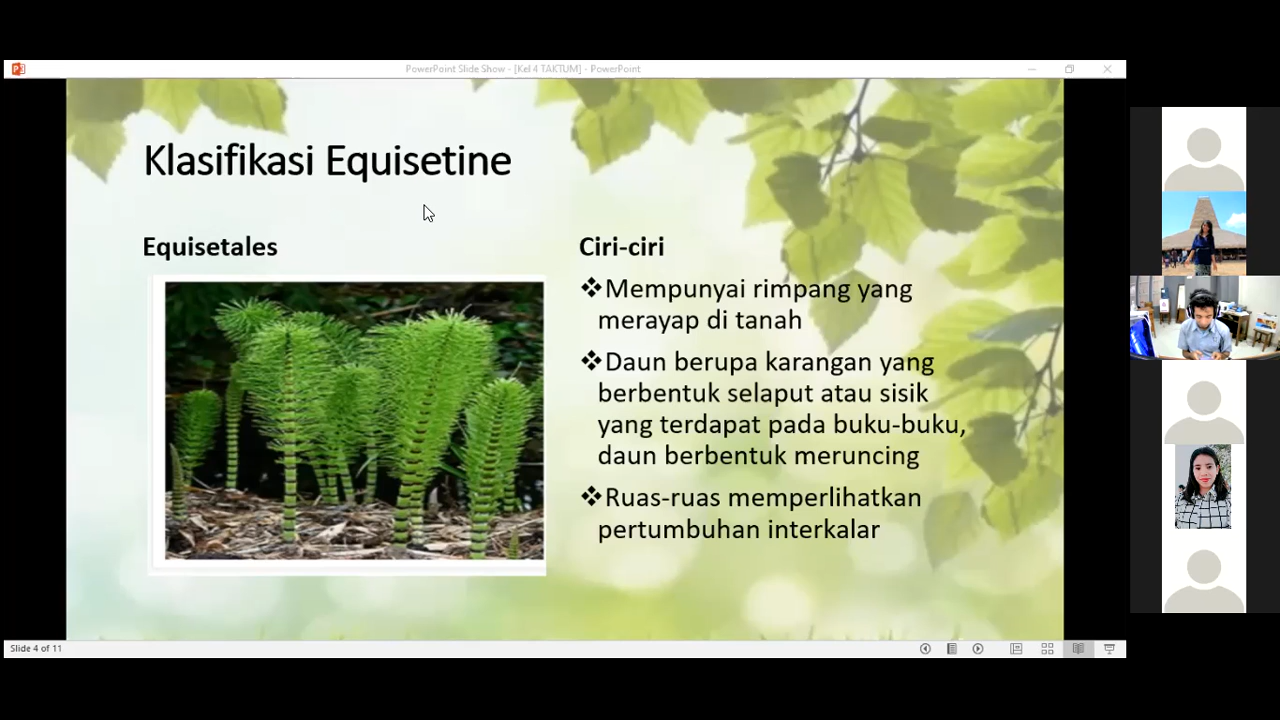 PowerPoint Slide Show - [Kel 4 TAKTUM] - PowerPoint
Klasifikasi Equisetine
Equisetales
Ciri-ciri
❖Mempunyai rimpang yang
merayap di tanah
❖Daun berupa karangan yang
berbentuk selaput atau sisik
yang terdapat pada buku-buku,
daun berbentuk meruncing
❖Ruas-ruas memperlihatkan
pertumbuhan interkalar
Slide 4 of 11